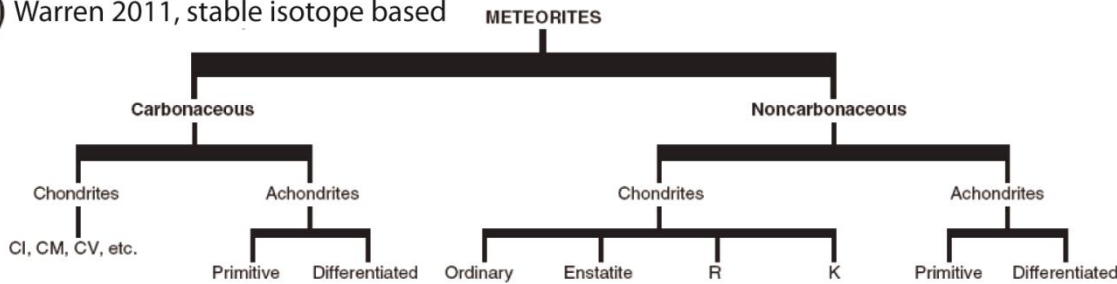 ) Warren 2011, stable isotope based
METEORITES
Carbonaceous
Noncarbonaceous
Chondrites
Achondrites
Chondrites
Achondrites
CI, CM, CV, etc.
Primitive
Differentiated
Ordinary
Enstatite
R
K
Primitive
Differentiated